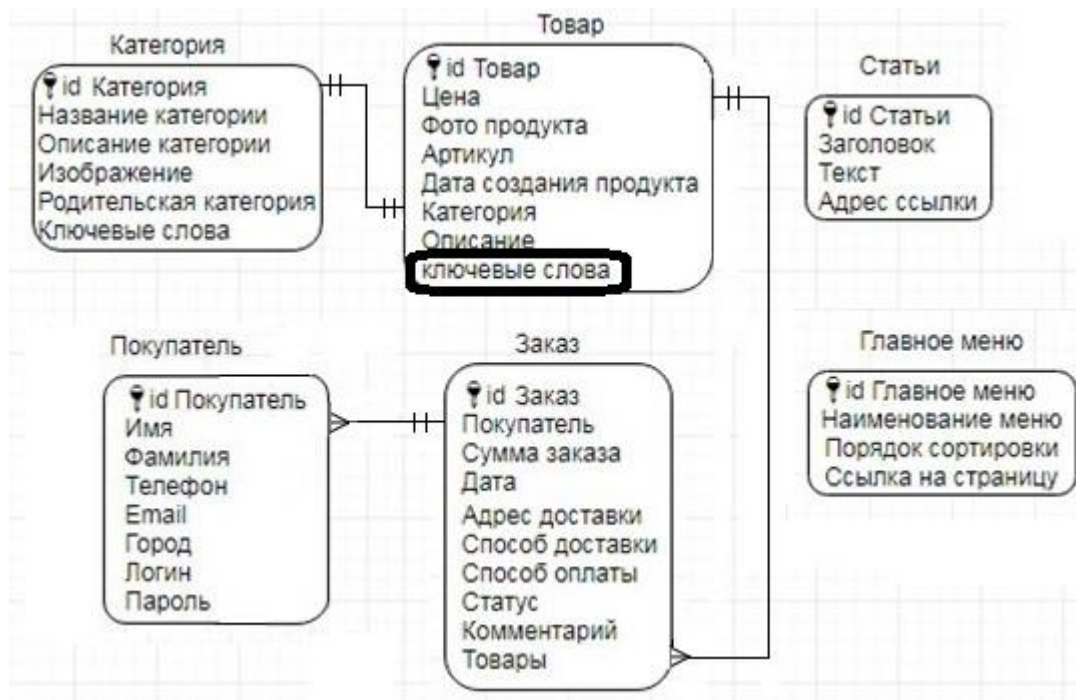 Категория
id Категория
Название категории
Описание категории
Изображение
Родительская категория
Ключевые слова
Товар
id Товар
Цена
Фото продукта
Артикул
Дата создания продукта
Категория
Описание
ключевые слова
Статьи
id Статьи
Заголовок
Текст
Адрес ссылки
Покупатель
id Покупатель
Имя
Фамилия
Телефон
Email
Город
Логин
Пароль
Заказ
id Заказ
Покупатель
Сумма заказа
Дата
Адрес доставки
Способ доставки
Способ оплаты
Статус
Комментарий
Товары
Главное меню
id Главное меню
Наименование меню
Порядок сортировки
Ссылка на страницу